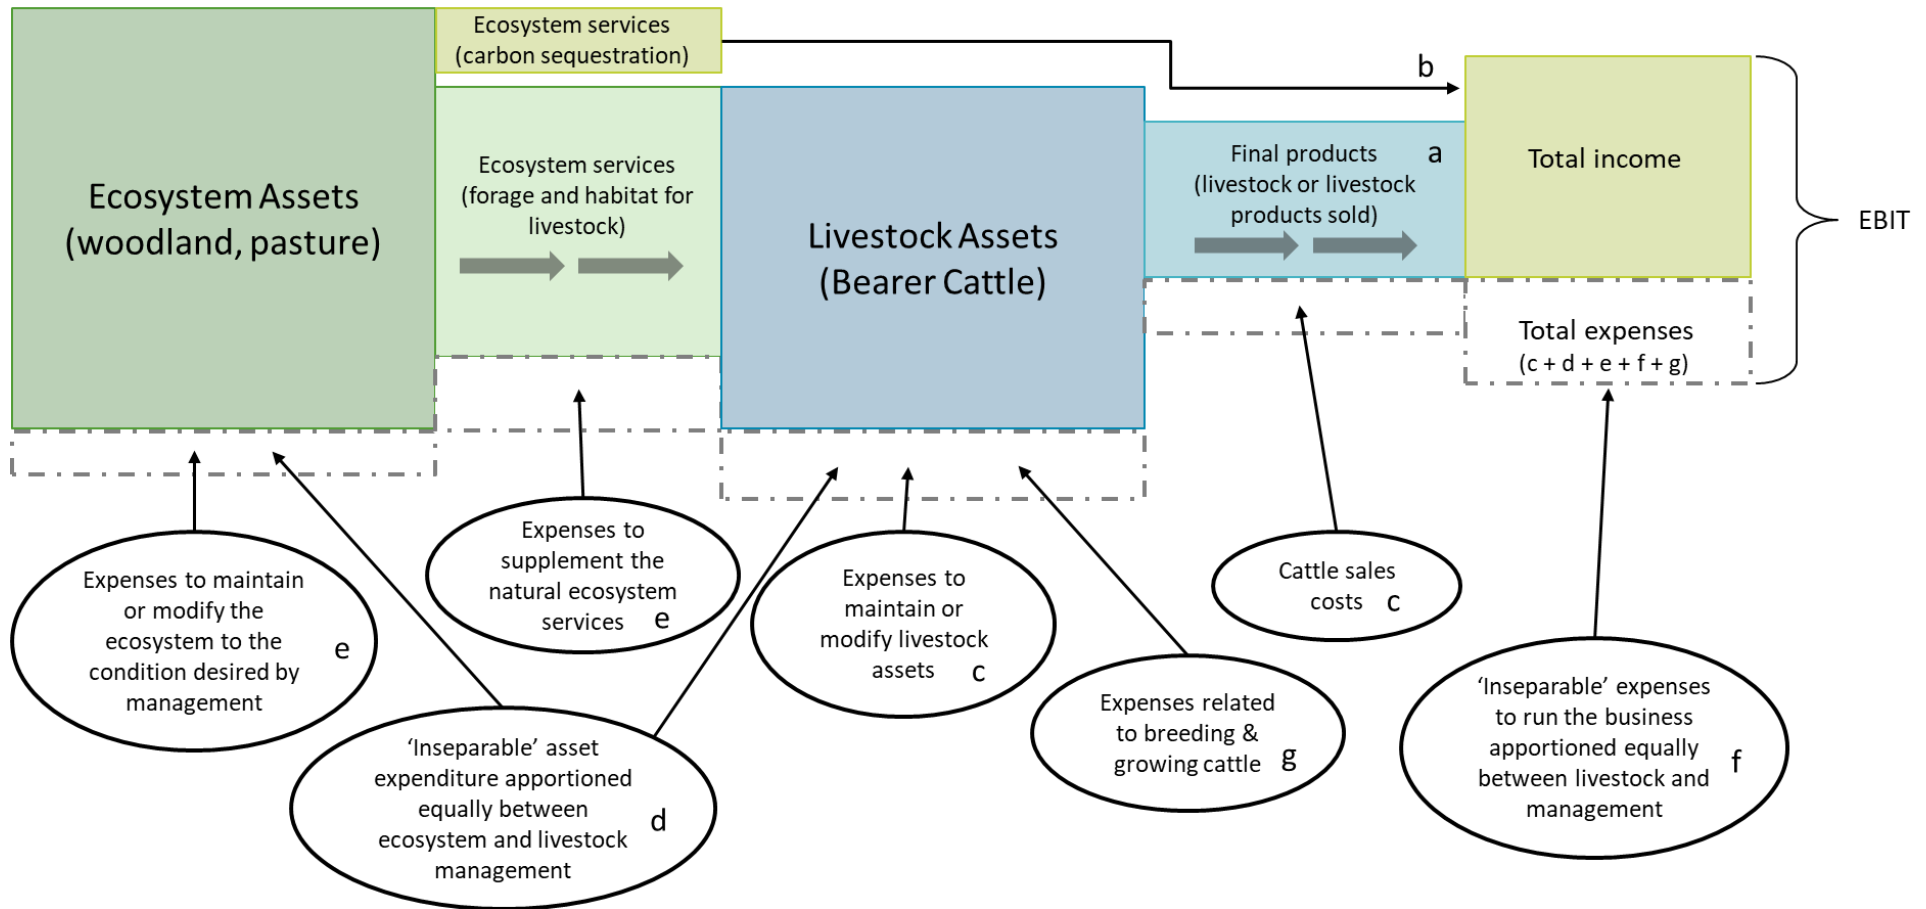 Ecosystem services
(carbon sequestration)
b
Ecosystem Assets
(woodland, pasture)
Ecosystem services
(forage and habitat for
livestock)
Livestock Assets
(Bearer Cattle)
Final products
a
(livestock or livestock
products sold)
Total income
EBIT
Total expenses
(c + d + e + f + g)
Expenses to maintain
or modify the
ecosystem to the
condition desired by
management
e
‘Inseparable’ asset
expenditure apportioned
equally between
ecosystem and livestock
management
d
Expenses to
supplement the
natural ecosystem
services
e
Expenses to
maintain or
modify livestock
assets
c
Expenses related
to breeding &
growing cattle
g
Cattle sales
costs
c
‘Inseparable’ expenses
to run the business
apportioned equally
between livestock and
management
f